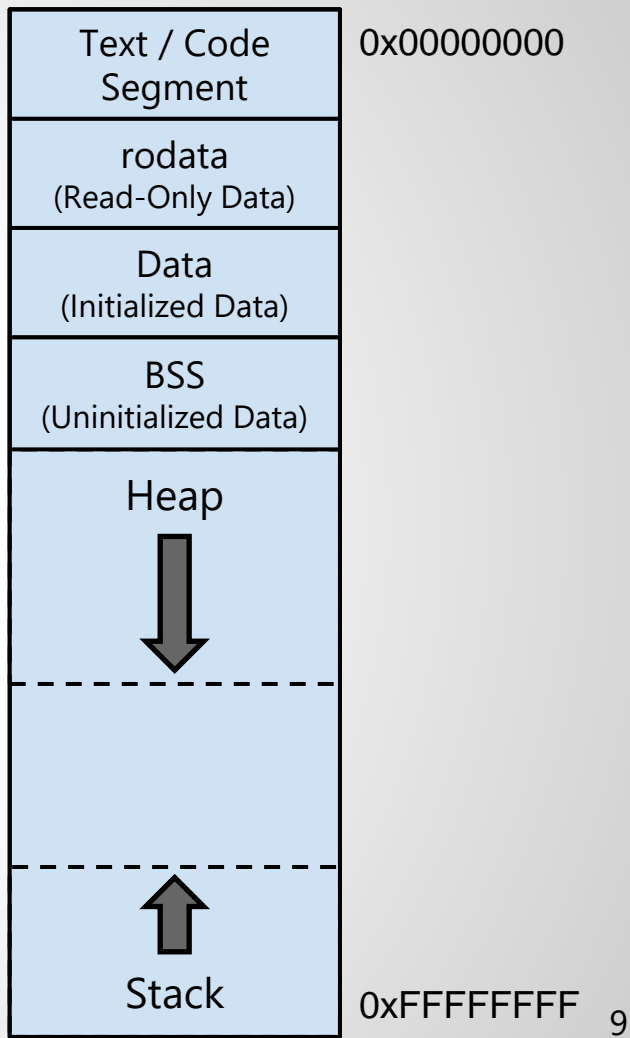 Text / Code
Segment
0x00000000
rodata
(Read-Only Data)
Data
(Initialized Data)
BSS
(Uninitialized Data)
Heap
Stack
0xFFFFFFFF
9